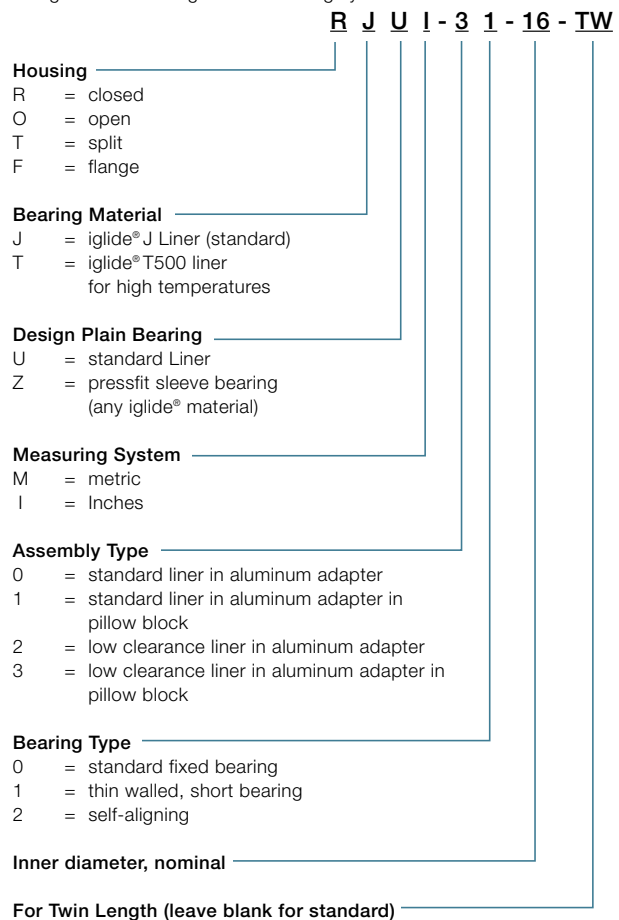 R J U I - 3 1 - 16 - TW
Housing
R = closed
O = open
T = split
F = flange
Bearing Material
J = iglide® J Liner (standard)
T = iglide® T500 liner
for high temperatures
Design Plain Bearing
U = standard Liner
Z = pressfit sleeve bearing
(any iglide® material)
Measuring System
M = metric
I = Inches
Assembly Type
0 = standard liner in aluminum adapter
1 = standard liner in aluminum adapter in
pillow block
2 = low clearance liner in aluminum adapter
3 = low clearance liner in aluminum adapter in
pillow block
Bearing Type
0 = standard fixed bearing
1 = thin walled, short bearing
2 = self-aligning
Inner diameter, nominal
For Twin Length (leave blank for standard)